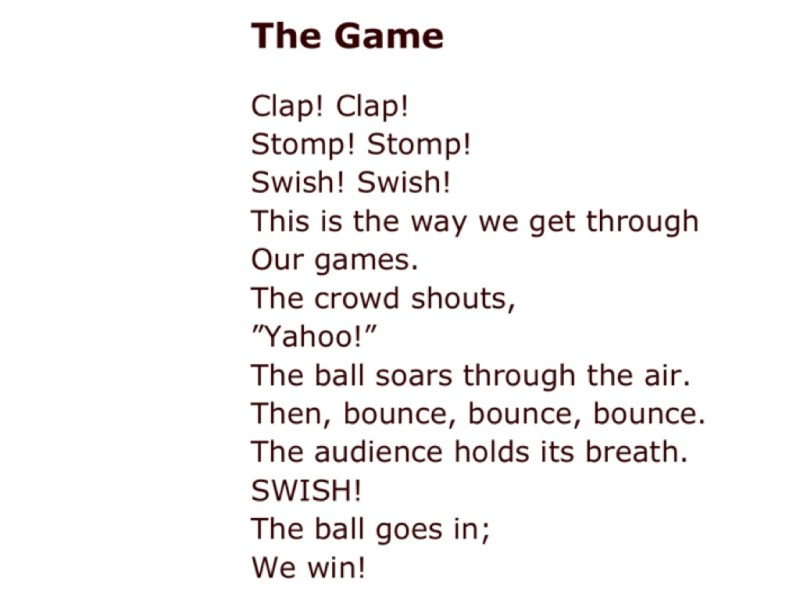 The Game
Clap! Clap!
Stomp! Stomp!
Swish! Swish!
This is the way we get through
Our games.
The crowd shouts,
”Yahoo!”
The ball soars through the air.
Then, bounce, bounce, bounce.
The audience holds its breath.
SWISH!
The ball goes in;
We win!